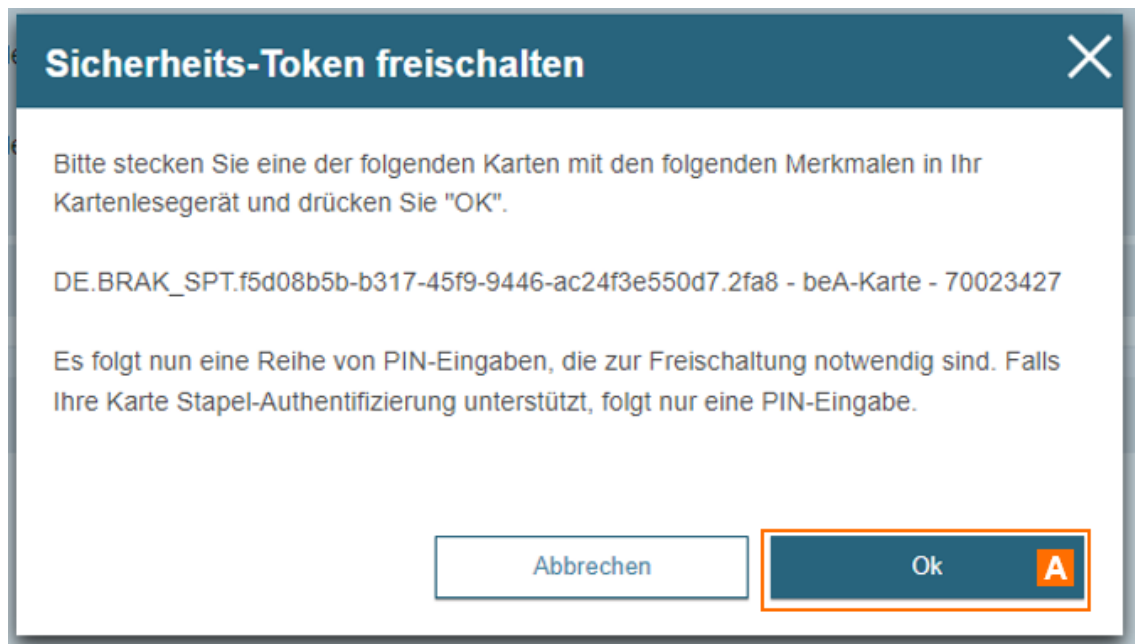 Sicherheits-Token freischalten
Bitte stecken Sie eine der folgenden Karten mit den folgenden Merkmalen in Ihr
Kartenlesegerät und drücken Sie "OK".
DE.BRAK_SPT.f5d08b5b-b317-45f9-9446-ac24f3e550d7.2fa8 - beA-Karte - 70023427
Es folgt nun eine Reihe von PIN-Eingaben, die zur Freischaltung notwendig sind. Falls
Ihre Karte Stapel-Authentifizierung unterstützt, folgt nur eine PIN-Eingabe.
Abbrechen
Ok A